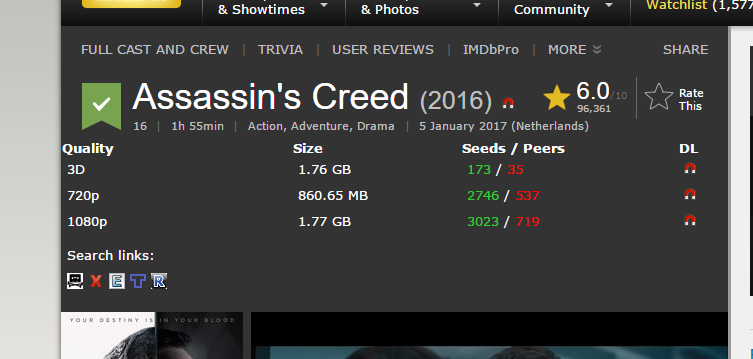 & Showtimes
& Photos
Community
Watchlist (1,577
FULL CAST AND CREW | TRIVIA | USER REVIEWS | IMDbPro | MORE
SHARE
Assassin's Creed (2016)
6.0/10
96,361
Rate
This
16 | 1h 55min | Action, Adventure, Drama | 5 January 2017 (Netherlands)
Quality Size Seeds / Peers DL
3D 1.76 GB 173 / 35
720p 860.65 MB 2746 / 537
1080p 1.77 GB 3023 / 719
Search links:
X E T R
YOUR DESTINY IS IN YOUR BLOOD